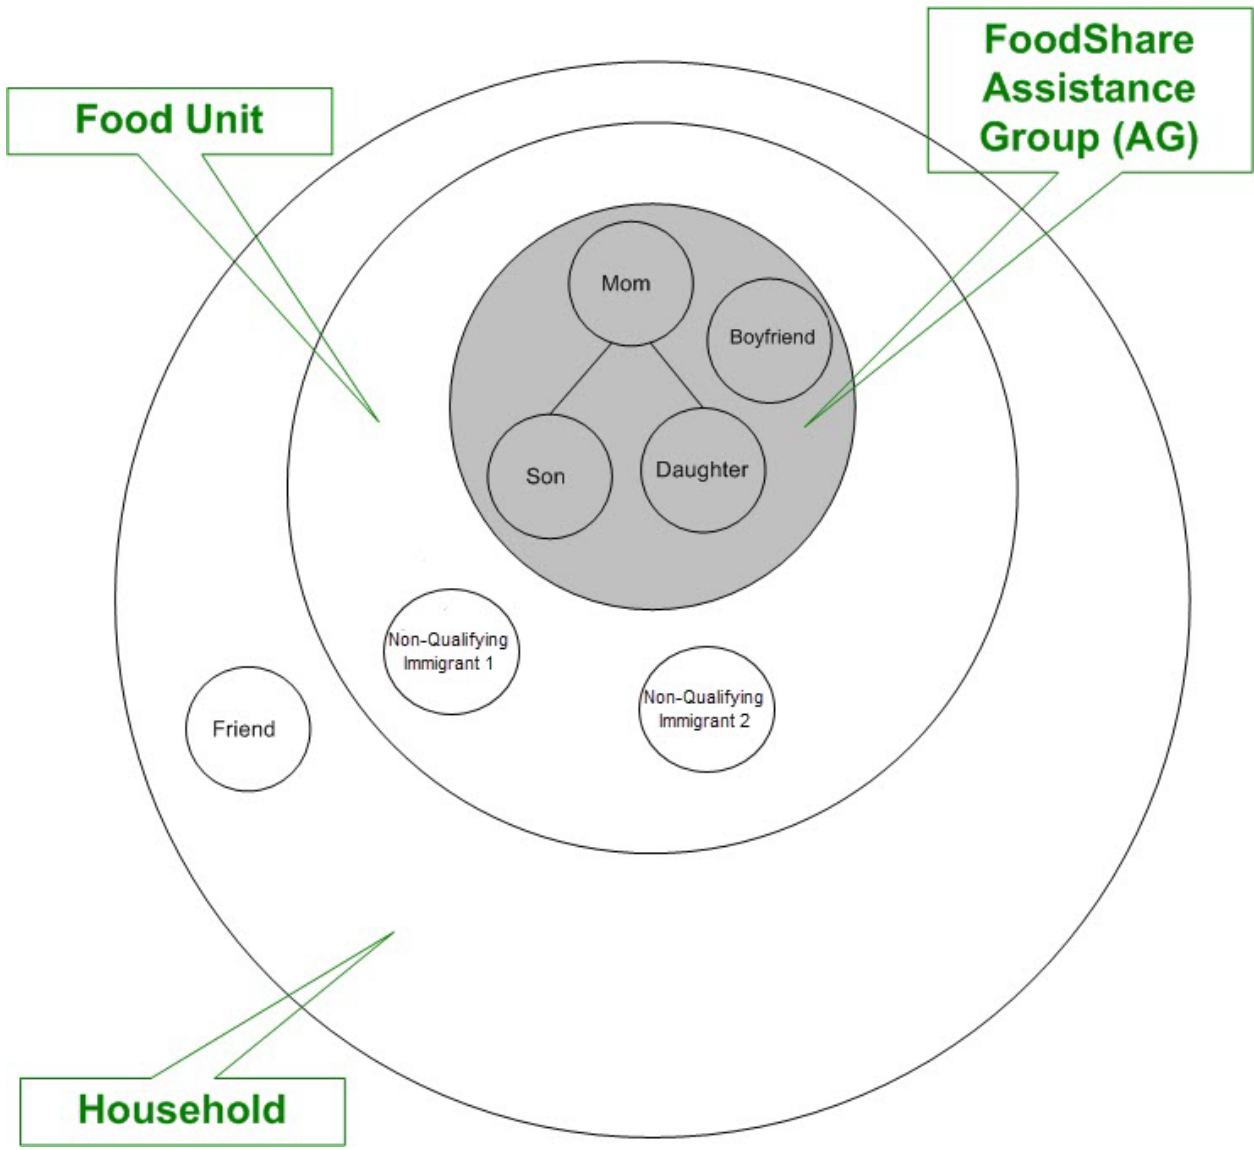 FoodShare
Assistance
Group (AG)
Food Unit
Mom
Boyfriend
Son
Daughter
Non-Qualifying
Immigrant 1
Non-Qualifying
Immigrant 2
Friend
Household